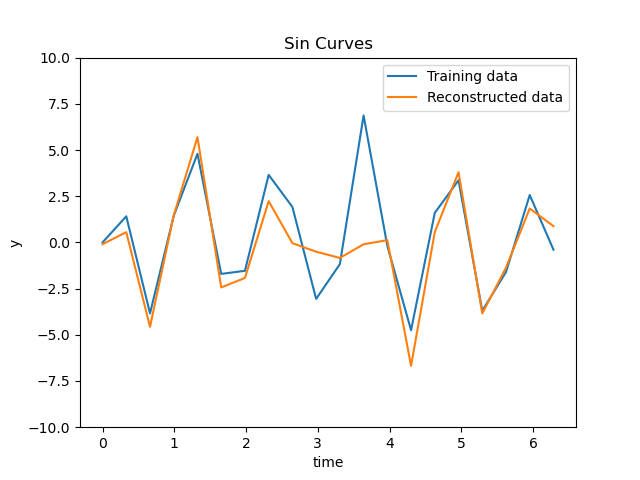 Sin Curves
Training data
Reconstructed data
10.0
7.5
5.0
2.5
0.0
−2.5
−5.0
−7.5
−10.0
y
0 1 2 3 4 5 6
time